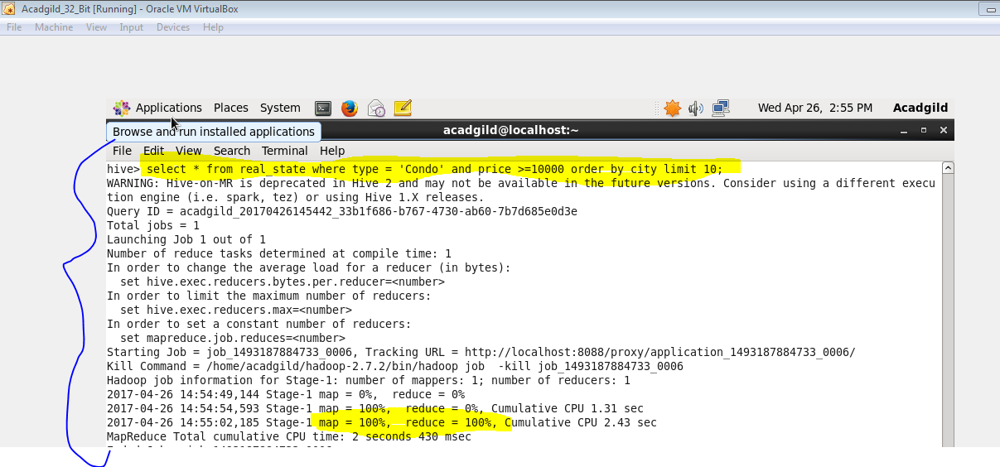 Acadgild_32_Bit [Running] - Oracle VM VirtualBox
File Machine View Input Devices Help
Applications Places System Wed Apr 26, 2:55 PM Acadgild
Browse and run installed applications
acadgild@localhost:~
File Edit View Search Terminal Help
hive> select * from real_state where type = 'Condo' and price >=10000 order by city limit 10;
WARNING: Hive-on-MR is deprecated in Hive 2 and may not be available in the future versions. Consider using a different execu
tion engine (i.e. spark, tez) or using Hive 1.X releases.
Query ID = acadgild_20170426145442_33b1f686-b767-4730-ab60-7b7d685e0d3e
Total jobs = 1
Launching Job 1 out of 1
Number of reduce tasks determined at compile time: 1
In order to change the average load for a reducer (in bytes):
  set hive.exec.reducers.bytes.per.reducer=<number>
In order to limit the maximum number of reducers:
  set hive.exec.reducers.max=<number>
In order to set a constant number of reducers:
  set mapreduce.job.reduces=<number>
Starting Job = job_1493187884733_0006, Tracking URL = http://localhost:8088/proxy/application_1493187884733_0006/
Kill Command = /home/acadgild/hadoop-2.7.2/bin/hadoop job  -kill job_1493187884733_0006
Hadoop job information for Stage-1: number of mappers: 1; number of reducers: 1
2017-04-26 14:54:49,144 Stage-1 map = 0%,  reduce = 0%
2017-04-26 14:54:54,593 Stage-1 map = 100%,  reduce = 0%, Cumulative CPU 1.31 sec
2017-04-26 14:55:02,185 Stage-1 map = 100%,  reduce = 100%, Cumulative CPU 2.43 sec
MapReduce Total cumulative CPU time: 2 seconds 430 msec